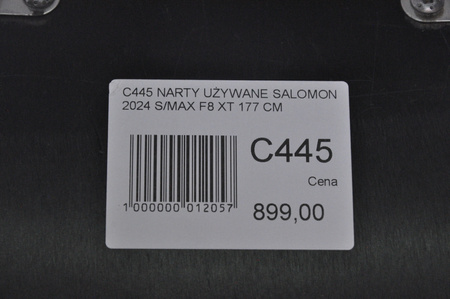 C445 NARTY UŻYWANE SALOMON
2024 S/MAX F8 XT 177 CM
C445
Cena
1 000000 012057
899,00